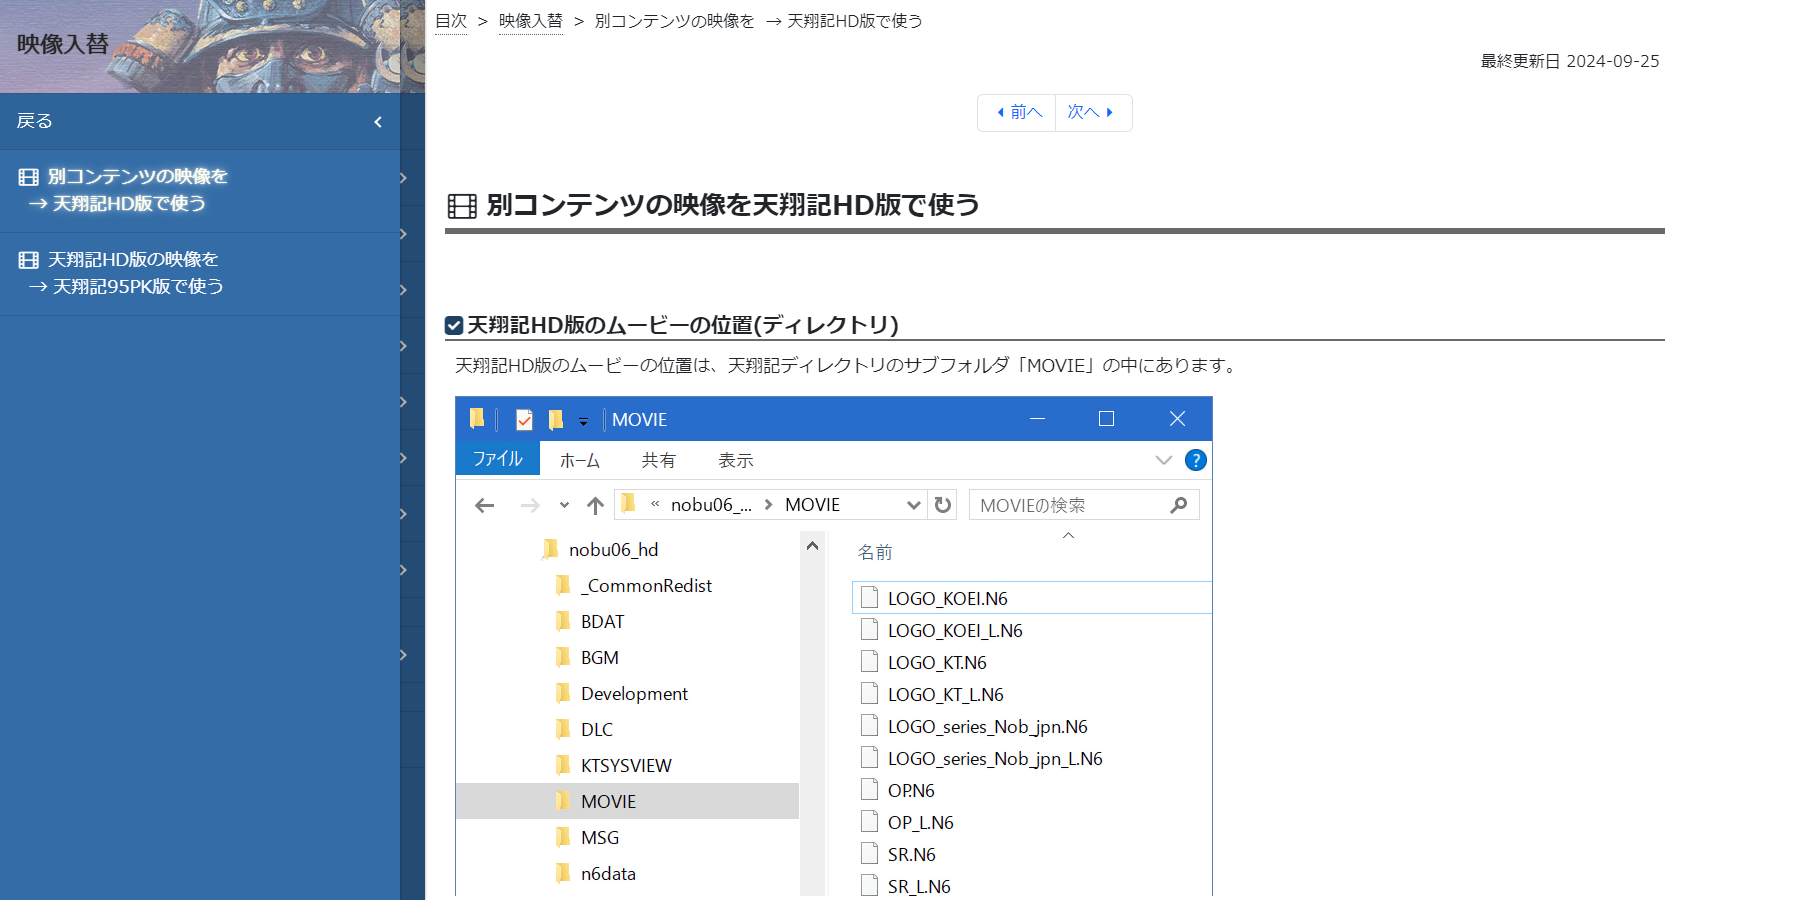 映像入替
戻る
別コンテンツの映像を
→ 天翔記HD版で使う
天翔記HD版の映像を
→ 天翔記95PK版で使う
目次 > 映像入替 > 別コンテンツの映像を → 天翔記HD版で使う
最終更新日 2024-09-25
前へ 次へ
別コンテンツの映像を天翔記HD版で使う
天翔記HD版のムービーの位置(ディレクトリ)
天翔記HD版のムービーの位置は、天翔記ディレクトリのサブフォルダ「MOVIE」の中にあります。
MOVIE
ファイル ホーム 共有 表示
« nobu06_... > MOVIE
MOVIEの検索
nobu06_hd
_CommonRedist
BDAT
BGM
Development
DLC
KTSYSVIEW
MOVIE
MSG
n6data
名前
LOGO_KOEI.N6
LOGO_KOEI_L.N6
LOGO_KT.N6
LOGO_KT_L.N6
LOGO_series_Nob_jpn.N6
LOGO_series_Nob_jpn_L.N6
OP.N6
OP_L.N6
SR.N6
SR_L.N6